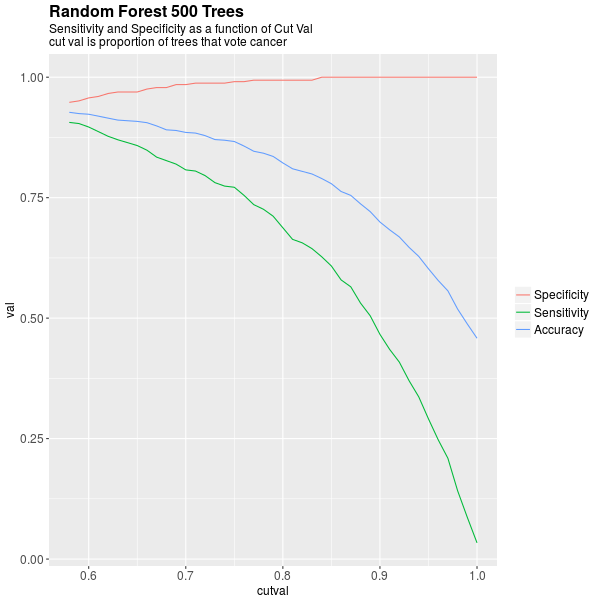 Random Forest 500 Trees
Sensitivity and Specificity as a function of Cut Val
cut val is proportion of trees that vote cancer
val
1.00
0.75
0.50
0.25
0.00
0.6 0.7 0.8 0.9 1.0
cutval
Specificity
Sensitivity
Accuracy